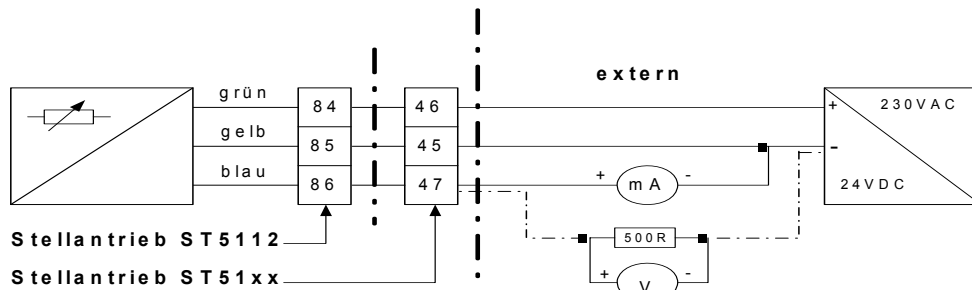 extern
grün 84 46 + 230VAC
gelb 85 45 -
blau 86 47 + mA - 24VDC
Stellantrieb ST5112 500R
Stellantrieb ST51xx + V -